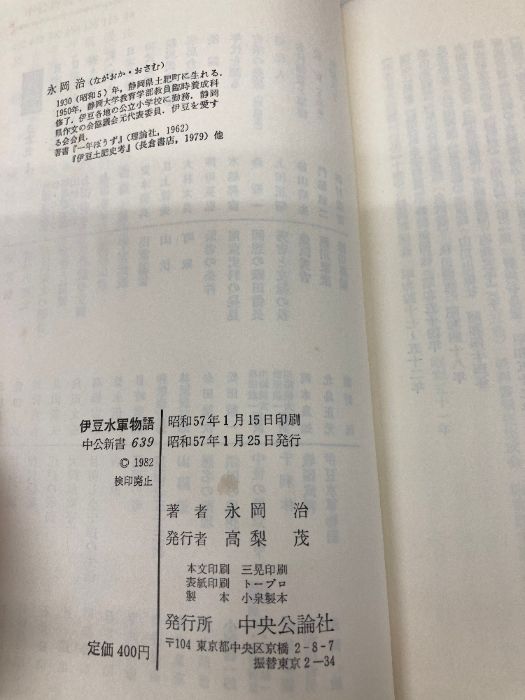 永岡 治（ながおか・おさむ）
1930（昭和5）年，静岡県土肥町に生れる．
1950年，静岡大学教育学部教員臨時養成科
修了．伊豆各地の公立小学校に勤務．静岡
県作文の会協議会元代表委員．伊豆を愛す
る会会員．
著書『一年ぼうず』（理論社，1962）
『伊豆土肥史考』（長倉書店，1979）他
伊豆水軍物語
中公新書 639
© 1982
検印廃止
定価 400円
昭和57年1月15日印刷
昭和57年1月25日発行
著 者 永 岡 治
発行者 高 梨 茂
本文印刷 三晃印刷
表紙印刷 トープロ
製 本 小泉製本
発行所 中央公論社
〒104 東京都中央区京橋 2-8-7
振替東京 2-34